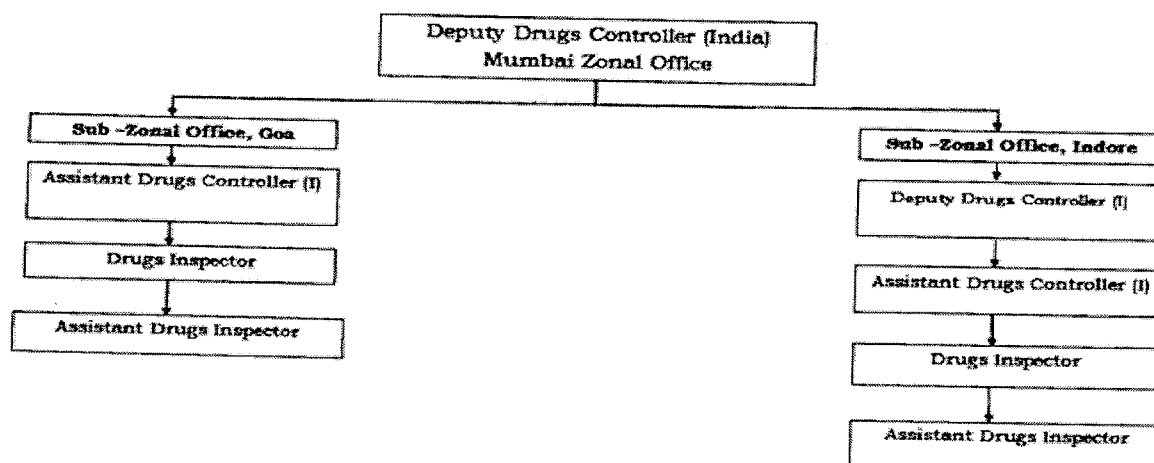 Deputy Drugs Controller (India)
Mumbai Zonal Office
Sub -Zonal Office, Goa
Assistant Drugs Controller (I)
Drugs Inspector
Assistant Drugs Inspector
Sub -Zonal Office, Indore
Deputy Drugs Controller (I)
Assistant Drugs Controller (I)
Drugs Inspector
Assistant Drugs Inspector